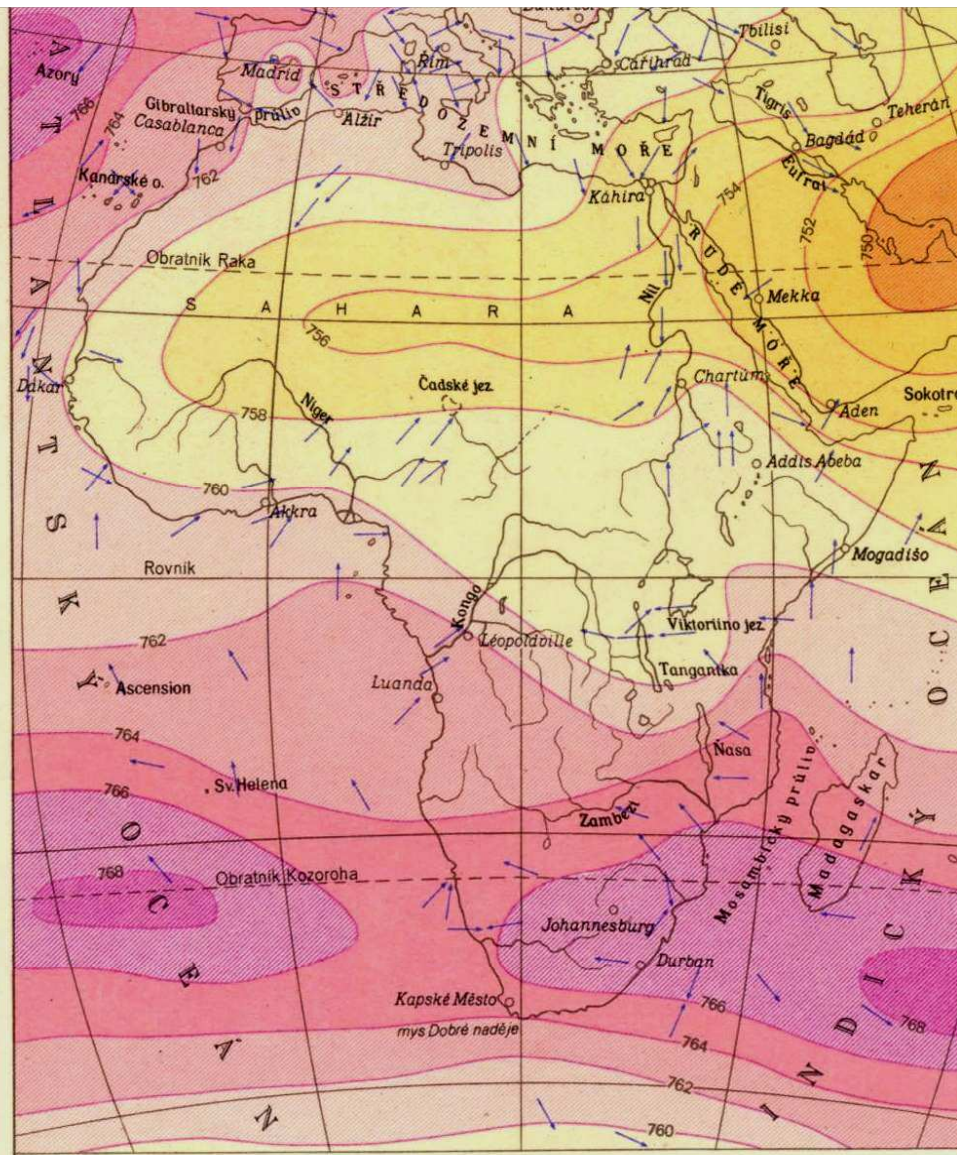 Tbilisi
Azory
Madrid
Řím
Cařihrad
766
764
STŘEDOZEMNÍ MOŘE
Gibraltarský průliv
Casablanca
Alžír
Tigris
Teherán
Bagdád
Tripolis
Eufrat
762
Kanárské o.
Káhira
754
752
750
Obratník Raka
RUDÉ MOŘE
Nil
Mekka
SAHARA
756
Dakar
Čadské jez.
Chartúm
Sokotra
Aden
758
Niger
Addis Abeba
760
Akkra
Mogadišo
Rovník
Kongo
Viktoriino jez.
Léopoldville
762
Tanganika
Ascension
Luanda
764
Ňasa
Sv. Helena
766
Zambezi
Mosambický průliv
Madagaskar
768
Obratník Kozoroha
Johannesburg
Durban
Kapské Město
766
768
mys Dobré naděje
764
762
760
ATLANTSKÝ OCEÁN
INDICKÝ OCEÁN